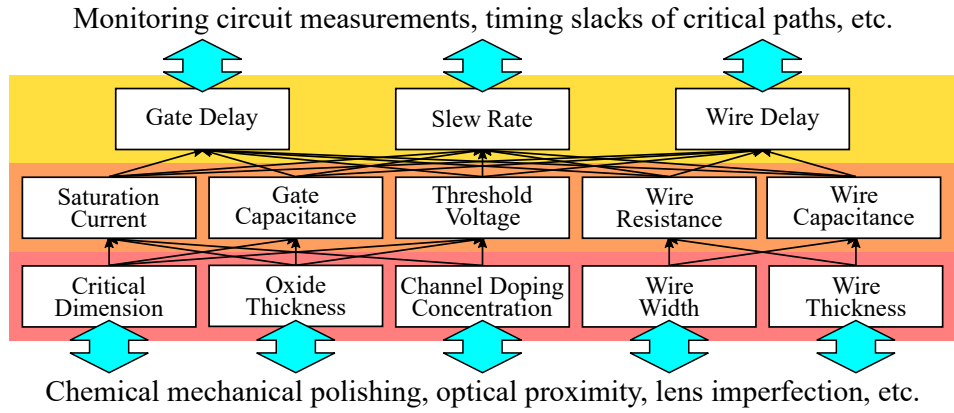 Monitoring circuit measurements, timing slacks of critical paths, etc.
Gate Delay
Slew Rate
Wire Delay
Saturation
Current
Gate
Capacitance
Threshold
Voltage
Wire
Resistance
Wire
Capacitance
Critical
Dimension
Oxide
Thickness
Channel Doping
Concentration
Wire
Width
Wire
Thickness
Chemical mechanical polishing, optical proximity, lens imperfection, etc.